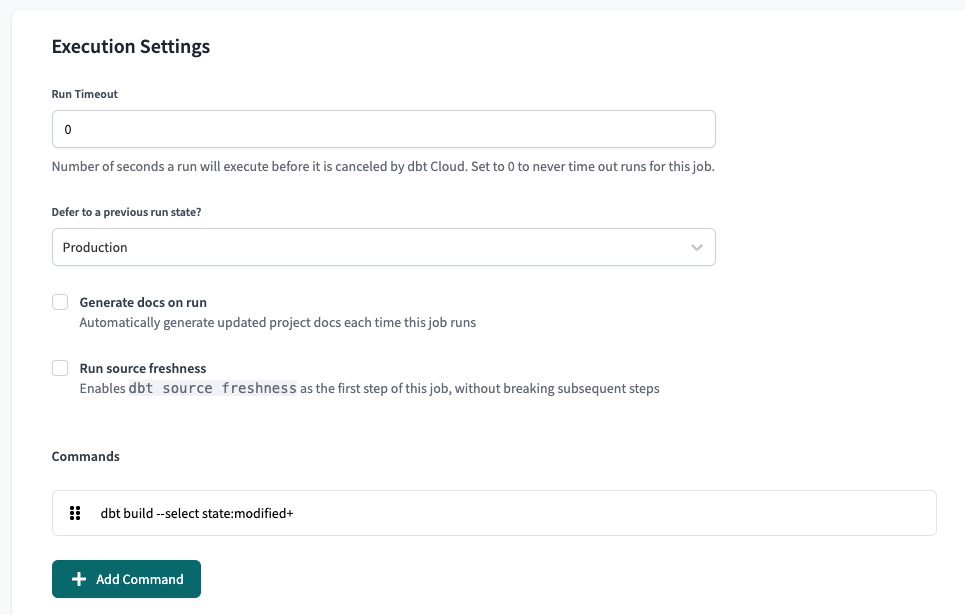 Execution Settings
Run Timeout
0
Number of seconds a run will execute before it is canceled by dbt Cloud. Set to 0 to never time out runs for this job.
Defer to a previous run state?
Production
Generate docs on run
Automatically generate updated project docs each time this job runs
Run source freshness
Enables dbt source freshness as the first step of this job, without breaking subsequent steps
Commands
dbt build --select state:modified+
Add Command